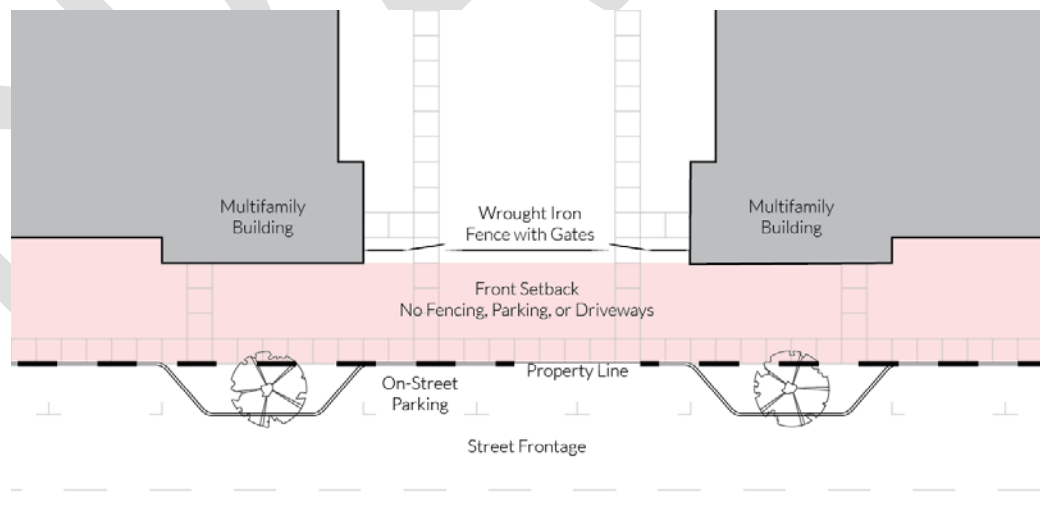 Multifamily
Building
Wrought Iron
Fence with Gates
Multifamily
Building
Front Setback
No Fencing, Parking, or Driveways
Property Line
On-Street
Parking
Street Frontage